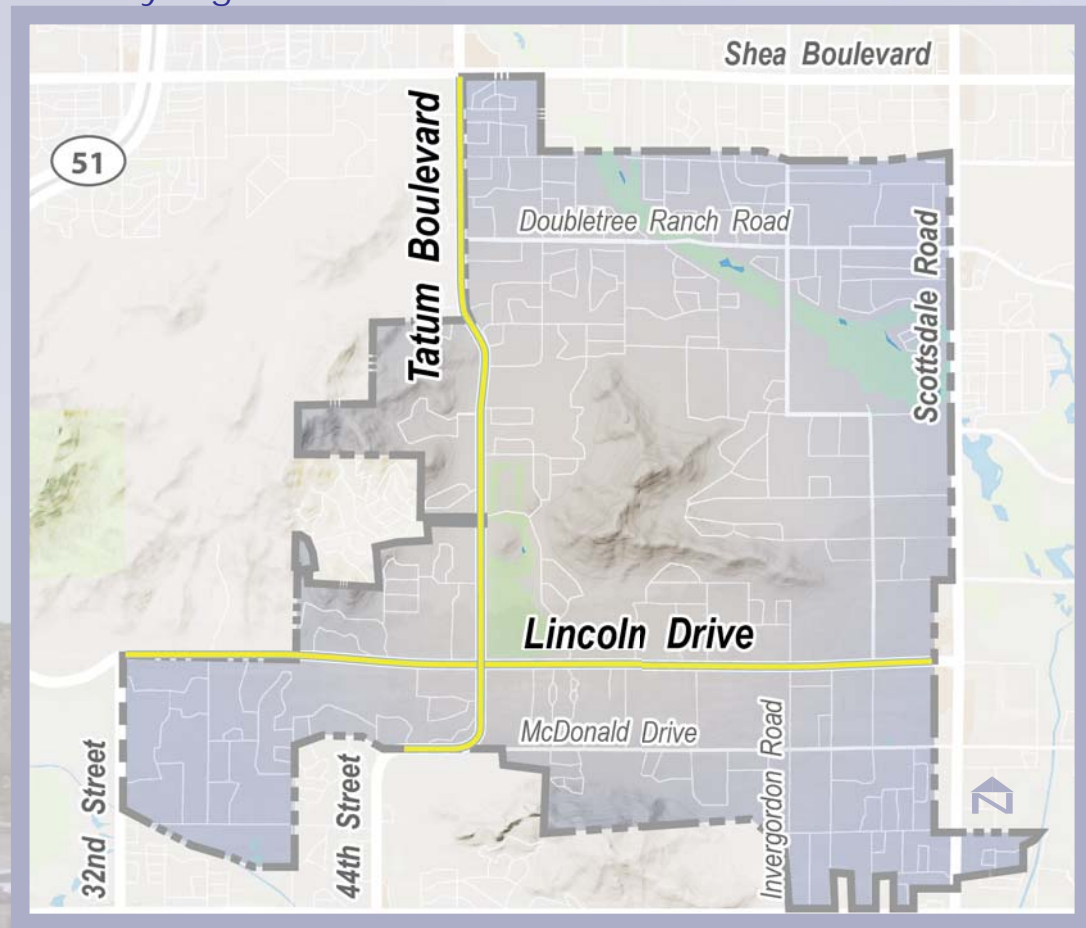 Shea Boulevard
51
Tatum Boulevard
Doubletree Ranch Road
Scottsdale Road
Lincoln Drive
McDonald Drive
Invergordon Road
32nd Street
44th Street
N